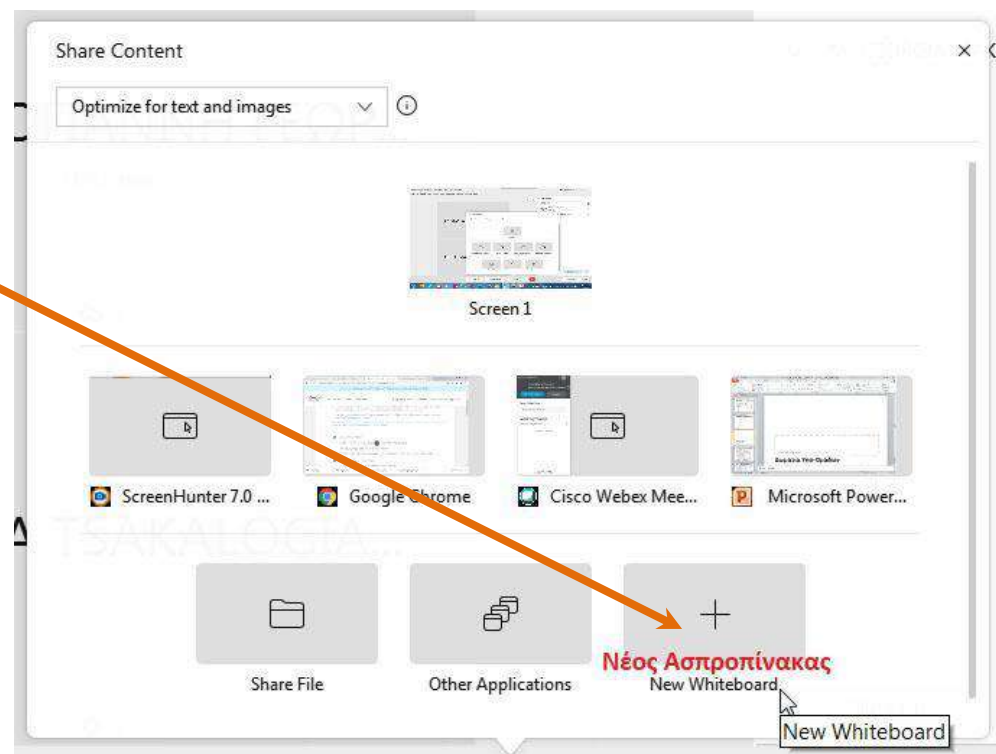 Share Content
Optimize for text and images
Screen 1
ScreenHunter 7.0 ...
Google Chrome
Cisco Webex Mee...
Microsoft Power...
TSAKALOGIA...
Share File
Other Applications
Νέος Ασπροπίνακας
New Whiteboard
New Whiteboard